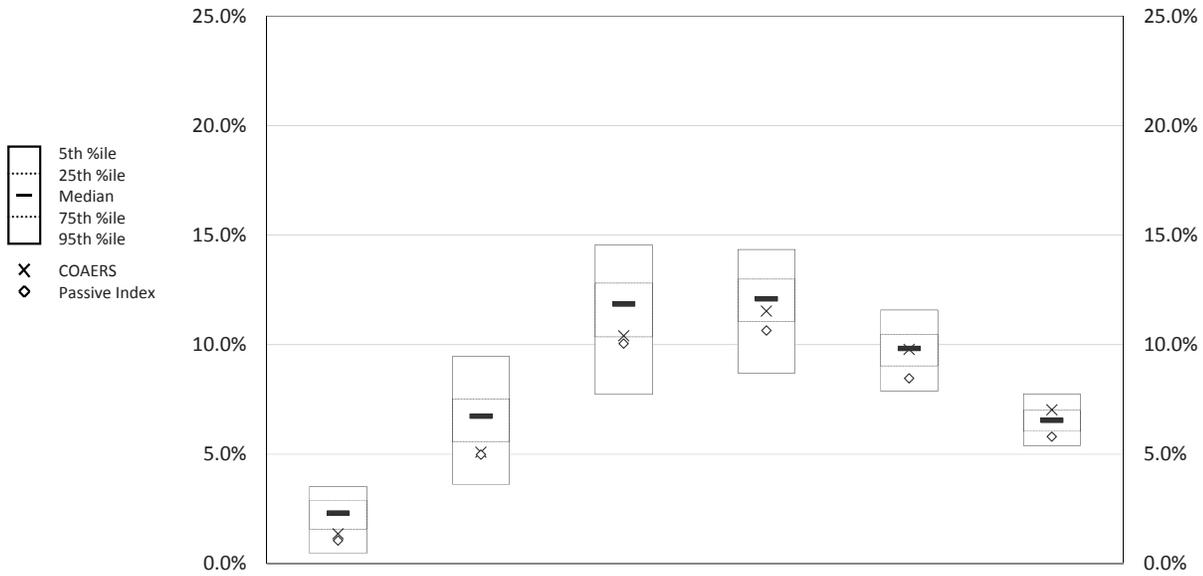 25.0%
20.0%
15.0%
10.0%
5.0%
0.0%
5th %ile
25th %ile
Median
75th %ile
95th %ile
COAERS
Passive Index
25.0%
20.0%
15.0%
10.0%
5.0%
0.0%